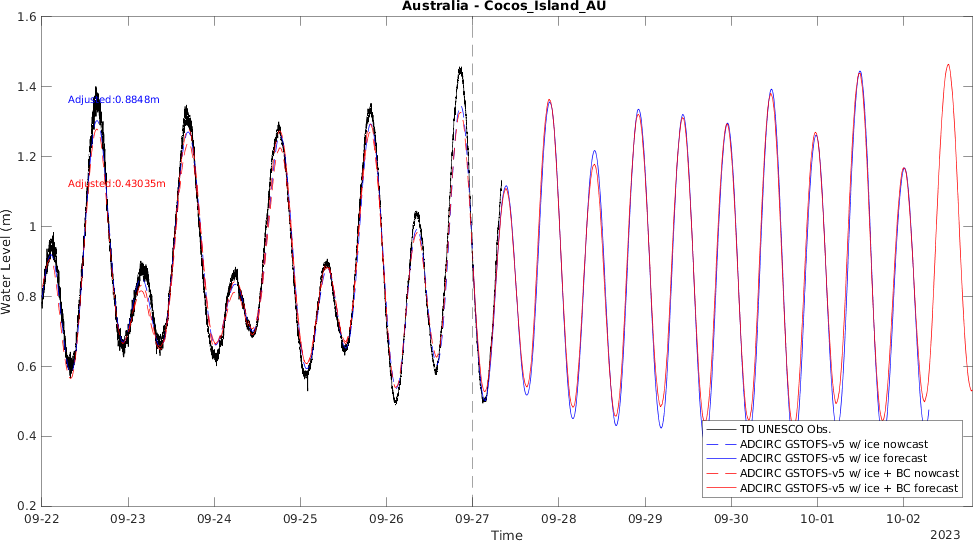 Australia - Cocos_Island_AU
Water Level (m)
1.6
1.4
1.2
1
0.8
0.6
0.4
0.2
Adjusted:0.8848m
Adjusted:0.43035m
TD UNESCO Obs.
ADCIRC GSTOFS-v5 w/ ice nowcast
ADCIRC GSTOFS-v5 w/ ice forecast
ADCIRC GSTOFS-v5 w/ ice + BC nowcast
ADCIRC GSTOFS-v5 w/ ice + BC forecast
09-22 09-23 09-24 09-25 09-26 09-27 09-28 09-29 09-30 10-01 10-02
Time
2023